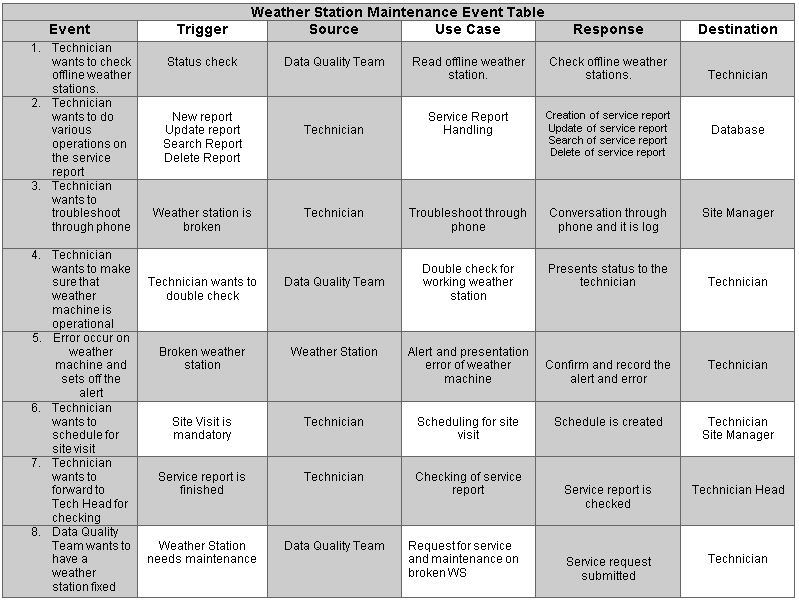 Weather Station Maintenance Event Table
Event Trigger Source Use Case Response Destination
1. Technician
wants to check
offline weather
stations.
Status check
Data Quality Team
Read offline weather
station.
Check offline weather
stations.
Technician
2. Technician
wants to do
various
operations on
the service
report
New report
Update report
Search Report
Delete Report
Technician
Service Report
Handling
Creation of service report
Update of service report
Search of service report
Delete of service report
Database
3. Technician
wants to
troubleshoot
through phone
Weather station is
broken
Technician
Troubleshoot through
phone
Conversation through
phone and it is log
Site Manager
4. Technician
wants to make
sure that
weather
machine is
operational
Technician wants to
double check
Data Quality Team
Double check for
working weather
station
Presents status to the
technician
Technician
5. Error occur on
weather
machine and
sets off the
alert
Broken weather
station
Weather Station
Alert and presentation
error of weather
machine
Confirm and record the
alert and error
Technician
6. Technician
wants to
schedule for
site visit
Site Visit is
mandatory
Technician
Scheduling for site
visit
Schedule is created
Technician
Site Manager
7. Technician
wants to
forward to
Tech Head for
checking
Service report is
finished
Technician
Checking of service
report
Service report is
checked
Technician Head
8. Data Quality
Team wants to
have a
weather
station fixed
Weather Station
needs maintenance
Data Quality Team
Request for service
and maintenance on
broken WS
Service request
submitted
Technician